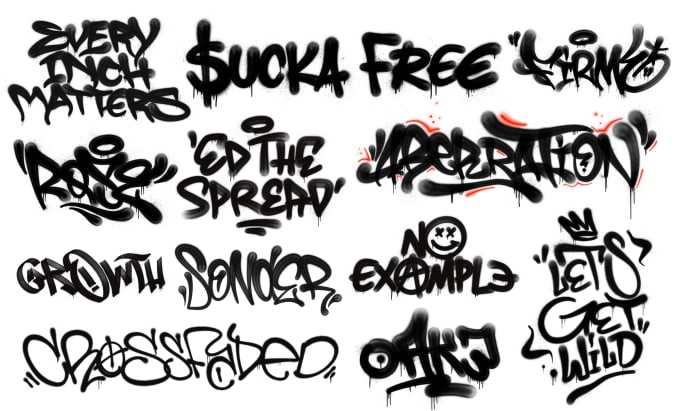 EVERY
INCH
MATTERS
$UCKA FREE
"FIRME"
"RAZE"
'ED THE
SPREAD'
"ABERRATION"
GROWTH
SONDER
NO
EXAMPLE
"LET'S
GET
WILD"
CROSSFADED
OAKJ